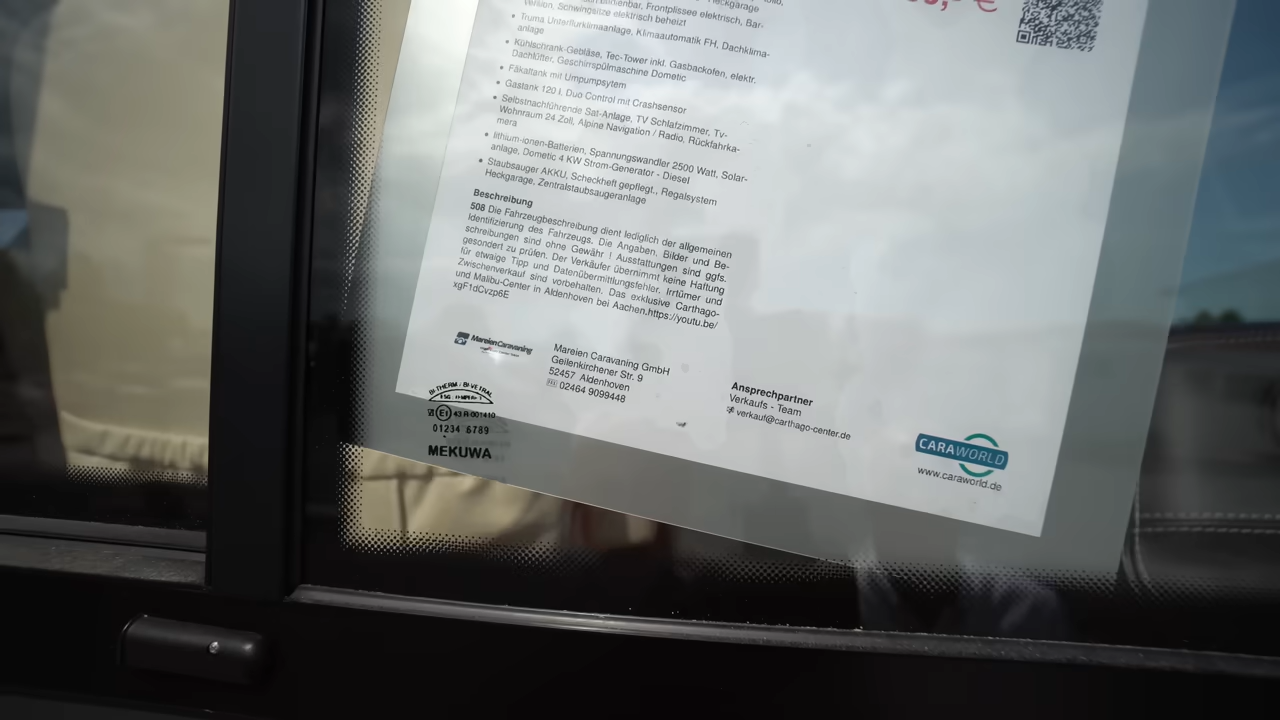 Heckgarage
bar, Frontplissee elektrisch, Bar-
Version, Schwingsitze elektrisch beheizt
• Truma Unterflurklimaanlage, Klimaautomatik FH, Dachklima-
anlage
• Kühlschrank-Gebläse, Tec-Tower inkl. Gasbackofen, elektr.
Dachlüfter, Geschirrspülmaschine Dometic
• Fäkaltank mit Umpumpsytem
• Gastank 120 l, Duo Control mit Crashsensor
• Selbstnachführende Sat-Anlage, TV Schlafzimmer, Tv-
Wohnraum 24 Zoll, Alpine Navigation / Radio, Rückfahrka-
mera
• lithium-ionen-Batterien, Spannungswandler 2500 Watt, Solar-
anlage, Dometic 4 KW Strom-Generator - Diesel
• Staubsauger AKKU, Scheckheft gepflegt., Regalsystem
Heckgarage, Zentralstaubsaugeranlage
Beschreibung
508 Die Fahrzeugbeschreibung dient lediglich der allgemeinen
Identifizierung des Fahrzeugs. Die Angaben, Bilder und Be-
schreibungen sind ohne Gewähr ! Ausstattungen sind ggfs.
gesondert zu prüfen. Der Verkäufer übernimmt keine Haftung
für etwaige Tipp und Datenübermittlungsfehler. Irrtümer und
Zwischenverkauf sind vorbehalten. Das exklusive Carthago-
und Malibu-Center in Aldenhoven bei Aachen.https://youtu.be/
xgF1dCvzp6E
MareienCaravaning
Mareien Caravaning GmbH
Geilenkirchener Str. 9
52457 Aldenhoven
02464 9099448
Ansprechpartner
Verkaufs - Team
verkauf@carthago-center.de
CARAWORLD
www.caraworld.de
BI-THERM / BI-VETRAL
E1 43 R-001410
01234 6789
MEKUWA